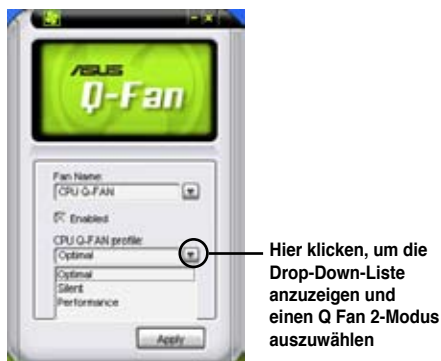 ASUS
Q-Fan
Fan Name:
CPU Q-FAN
Enabled
CPU Q-FAN profile:
Optimal
Optimal
Silent
Performance
Apply
Hier klicken, um die
Drop-Down-Liste
anzuzeigen und
einen Q Fan 2-Modus
auszuwählen